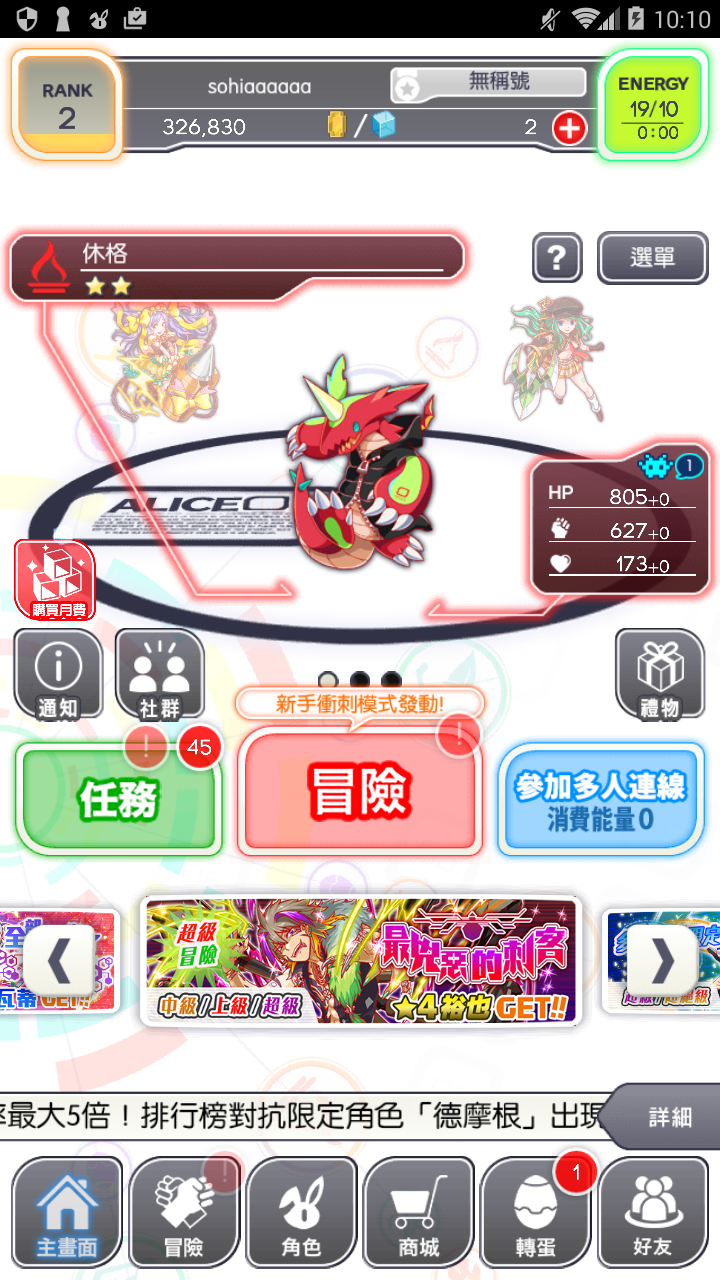 10:10
RANK
2
sohiaaaaaa
無稱號
326,830
/
2
ENERGY
19/10
0:00
休格
?
選單
ALICE
1
HP 805+0
627+0
173+0
購買月費
通知
社群
禮物
新手衝刺模式發動!
!
45
!
任務
冒險
參加多人連線
消費能量0
超級
冒險
最兇惡的刺客
中級/上級/超級
★4裕也GET!!
GET!!
率最大5倍！排行榜對抗限定角色「德摩根」出現
詳細
!
1
主畫面
冒險
角色
商城
轉蛋
好友